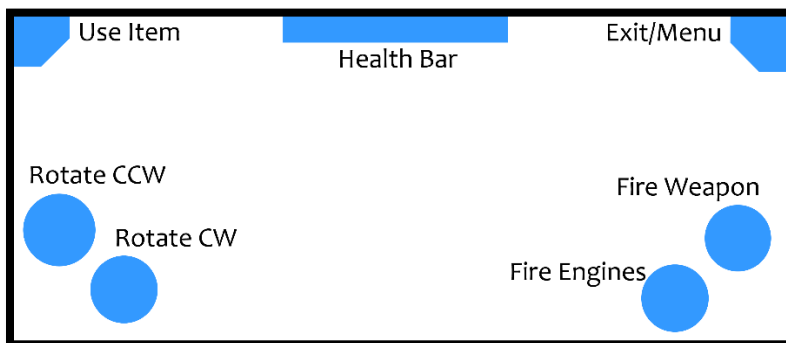 Use Item
Health Bar
Exit/Menu
Rotate CCW
Rotate CW
Fire Weapon
Fire Engines